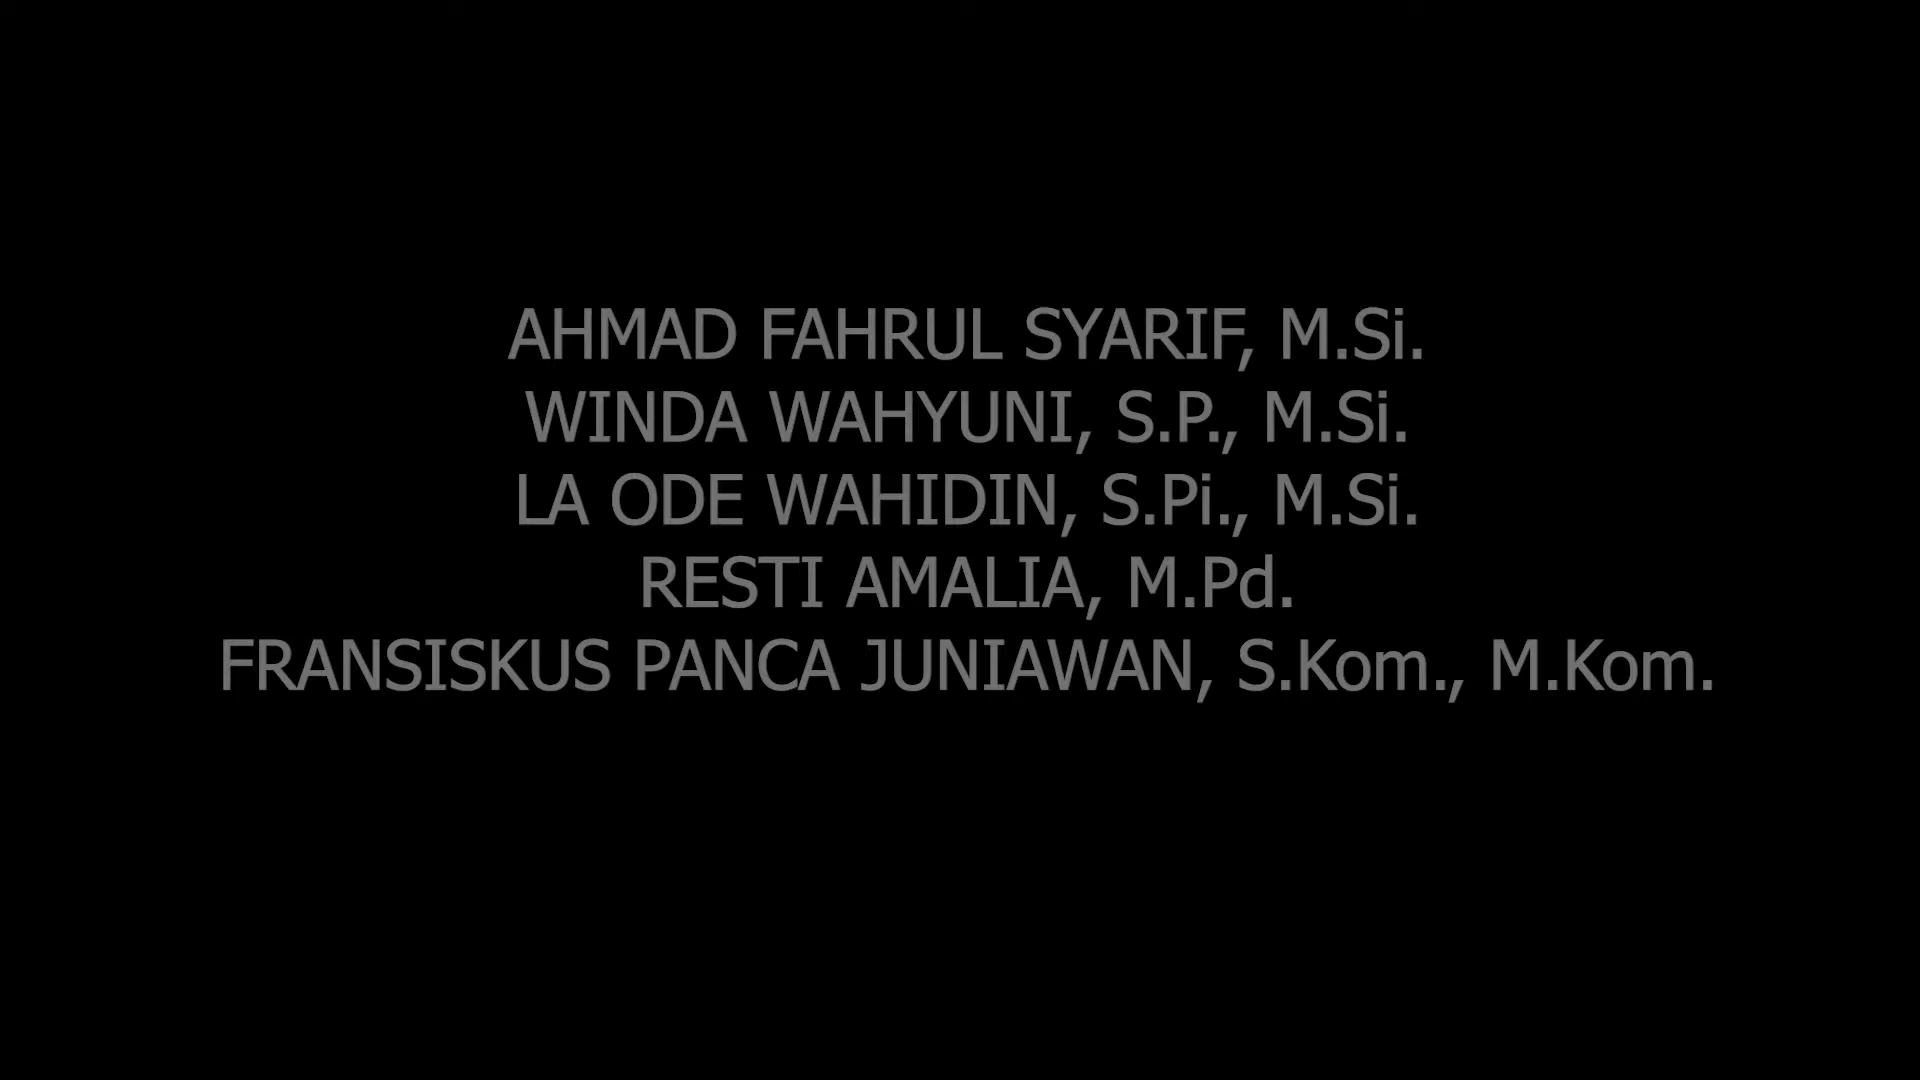 AHMAD FAHRUL SYARIF, M.Si.
WINDA WAHYUNI, S.P., M.Si.
LA ODE WAHIDIN, S.Pi., M.Si.
RESTI AMALIA, M.Pd.
FRANSISKUS PANCA JUNIAWAN, S.Kom., M.Kom.